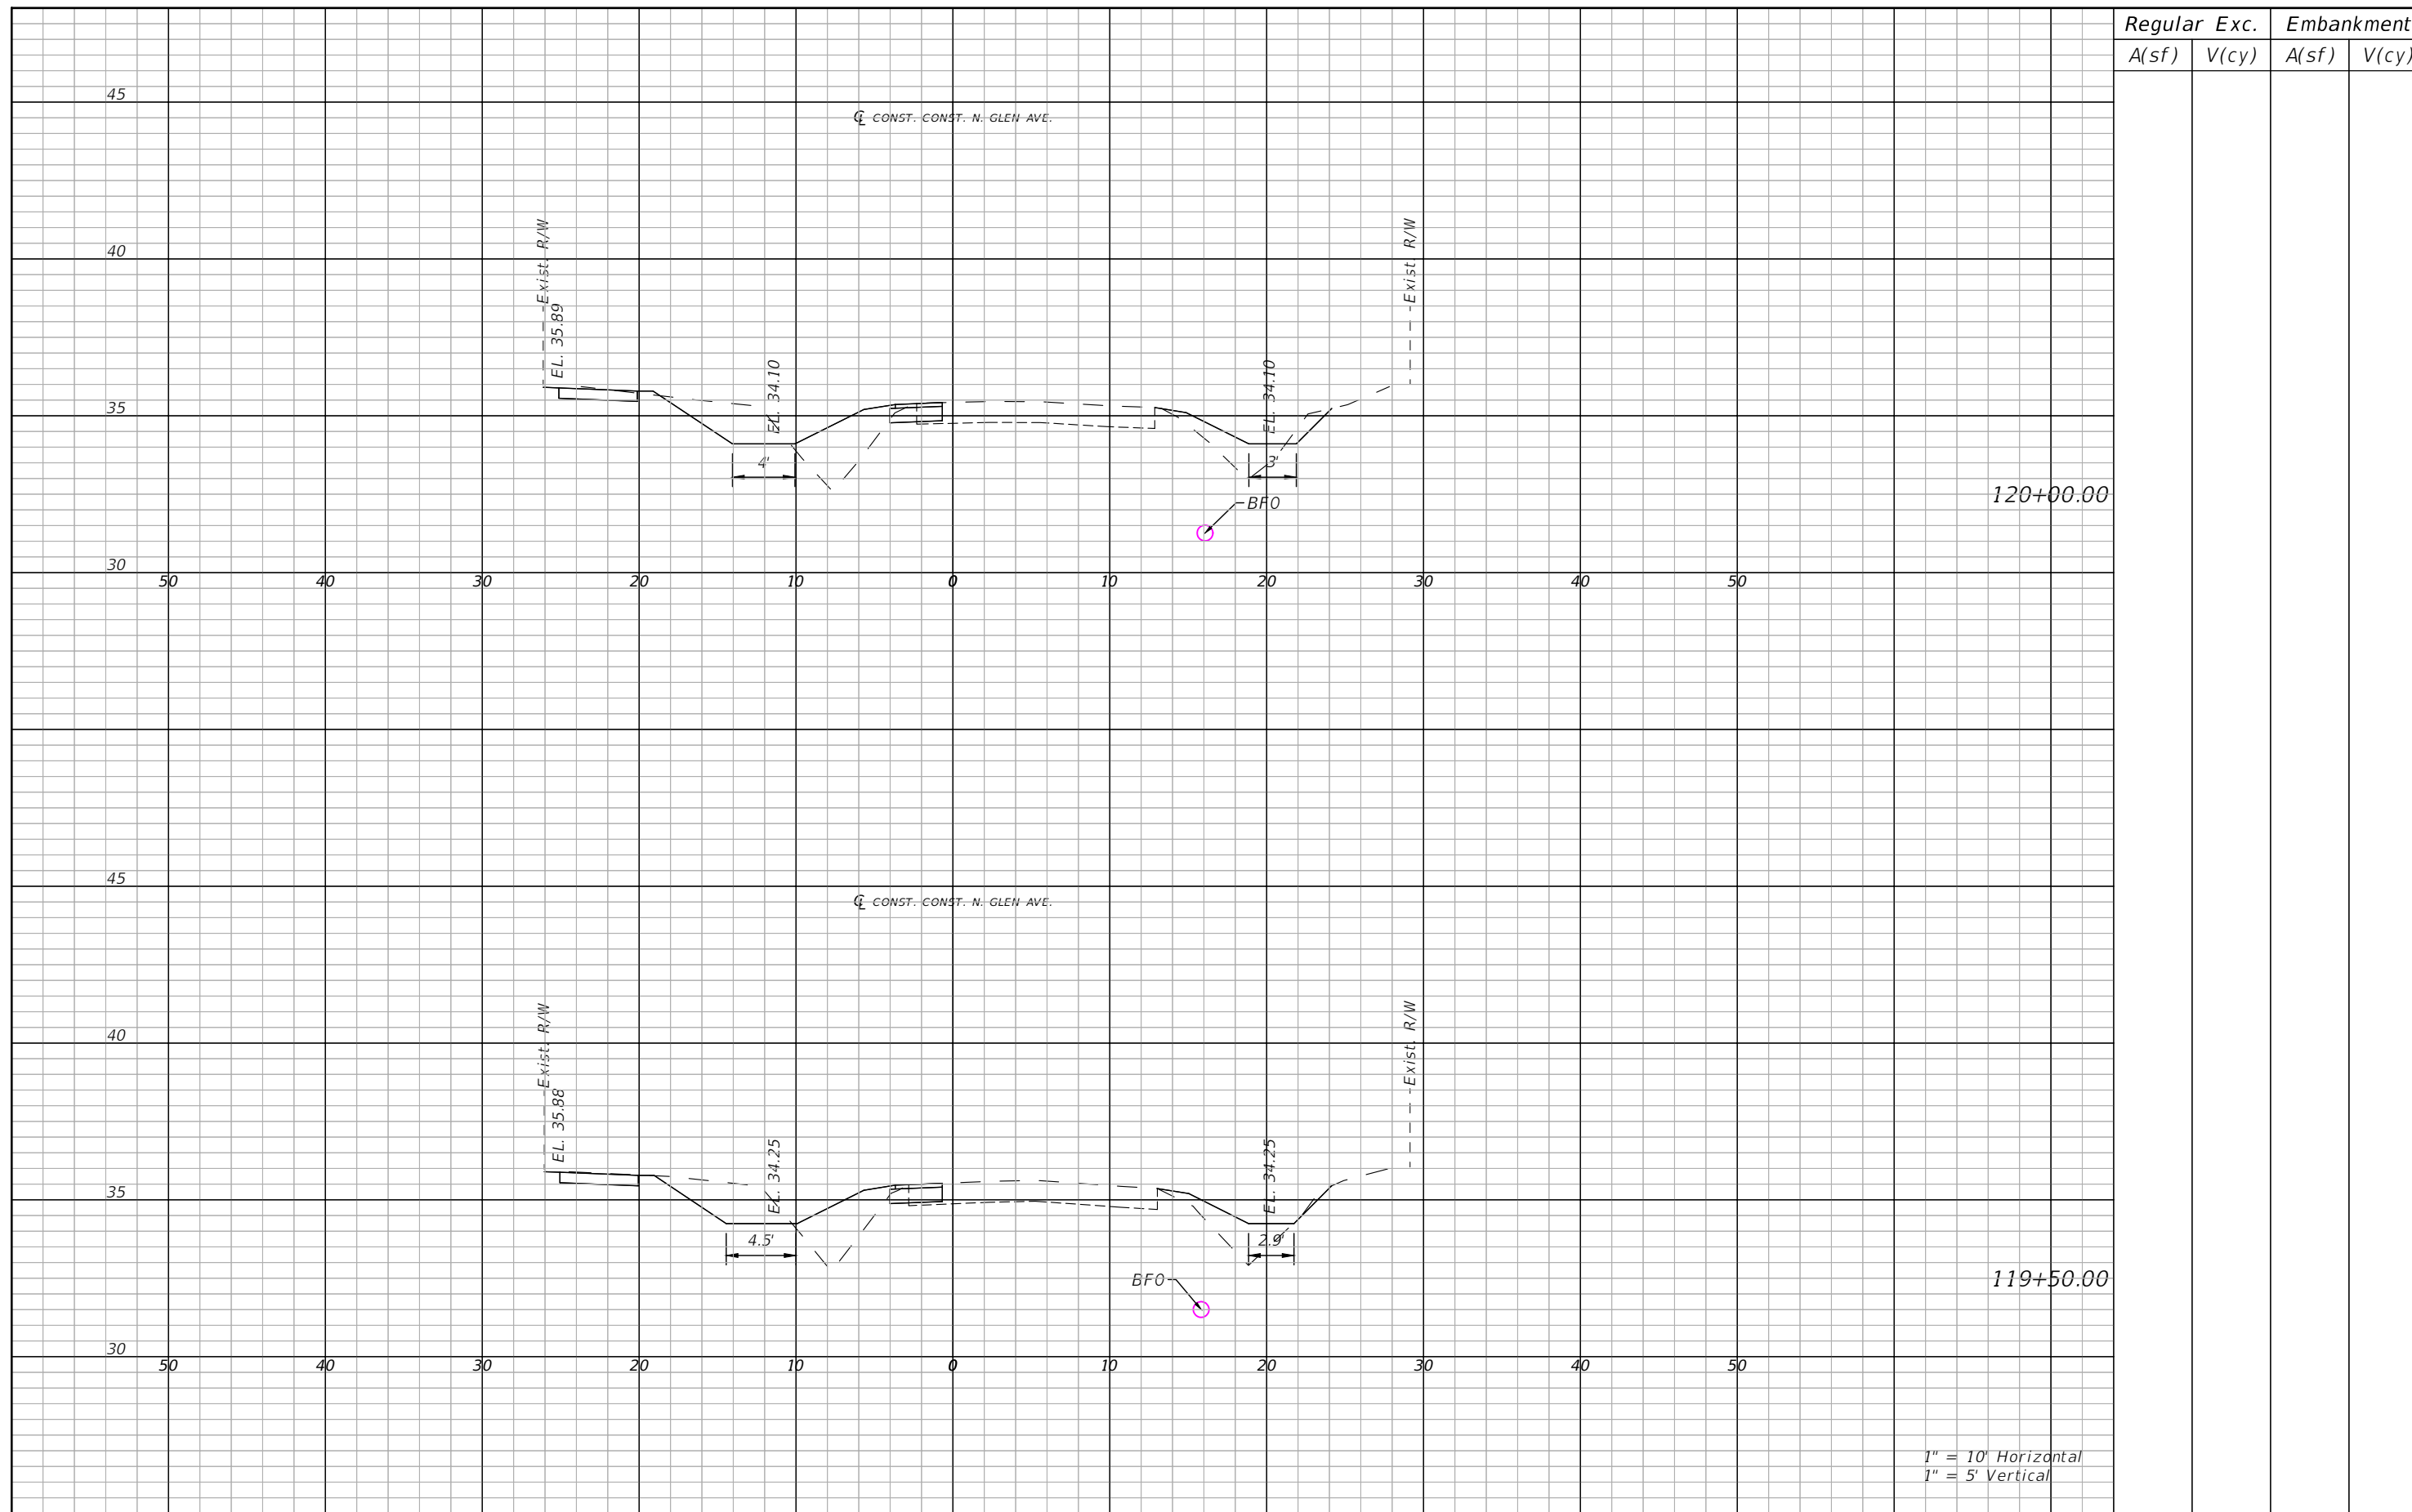 Regular Exc. Embankment
A(sf) V(cy) A(sf) V(cy)
45
℄ CONST. CONST. N. GLEN AVE.
40
Exist. R/W
Exist. R/W
EL. 35.89
EL. 34.10
EL. 34.10
35
4'
3'
BFO
120+00.00
30
50 40 30 20 10 0 10 20 30 40 50
45
℄ CONST. CONST. N. GLEN AVE.
40
Exist. R/W
Exist. R/W
EL. 35.88
EL. 34.25
EL. 34.25
35
4.5'
2.9'
BFO
119+50.00
30
50 40 30 20 10 0 10 20 30 40 50
1" = 10' Horizontal
1" = 5' Vertical